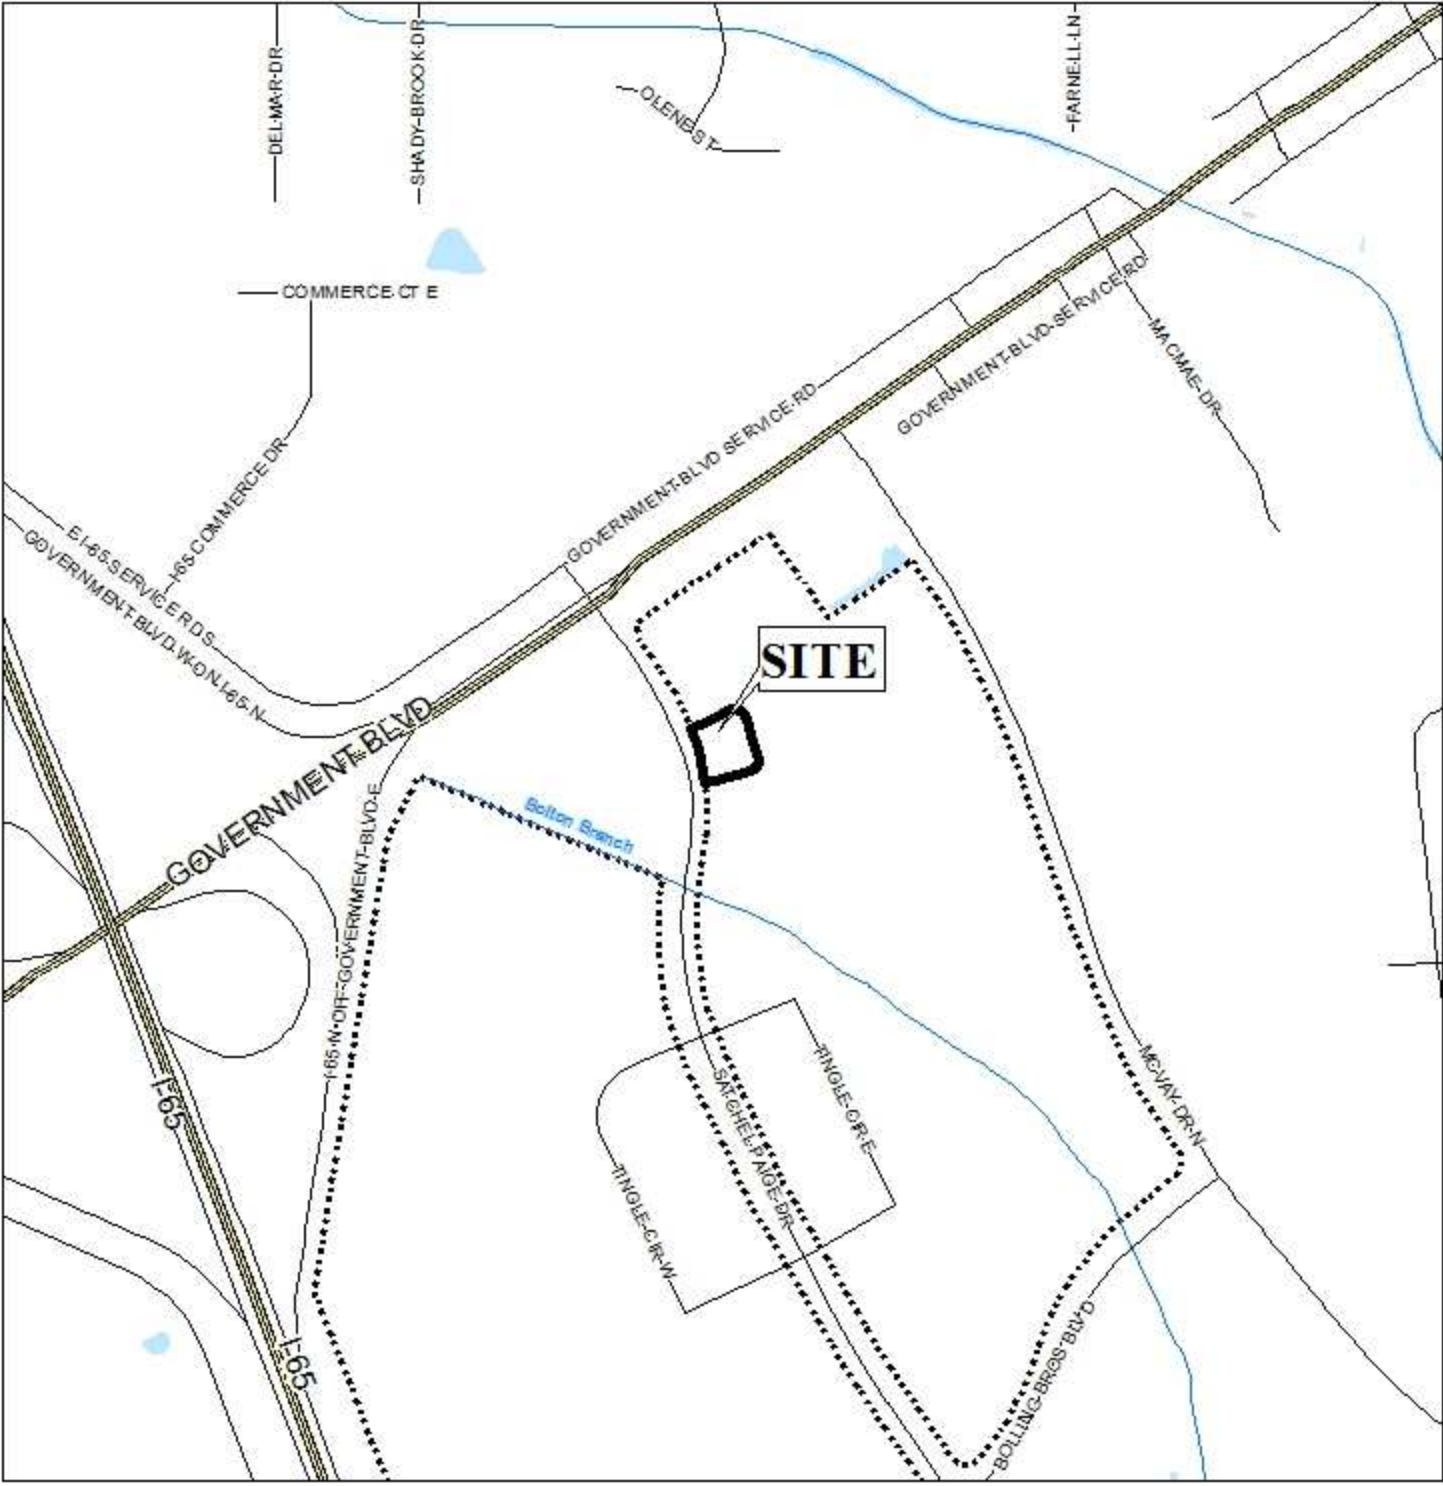 DELMAR DR
SHADY BROOK DR
OLENE ST
FARNELL LN
COMMERCE CT E
GOVERNMENT BLVD SERVICE RD
MACMAE DR
GOVERNMENT BLVD SERVICE RD
I-65 COMMERCE DR
E I-65 SERVICE RD S
GOVERNMENT BLVD W ON I-65 N
SITE
GOVERNMENT BLVD
Bolton Branch
I-65 N OFF GOVERNMENT BLVD E
I-65
SATCHEL PAIGE DR
TINGLE CIR E
MCVAY DR N
TINGLE CIR W
BOLLING BROS BLVD
I-65